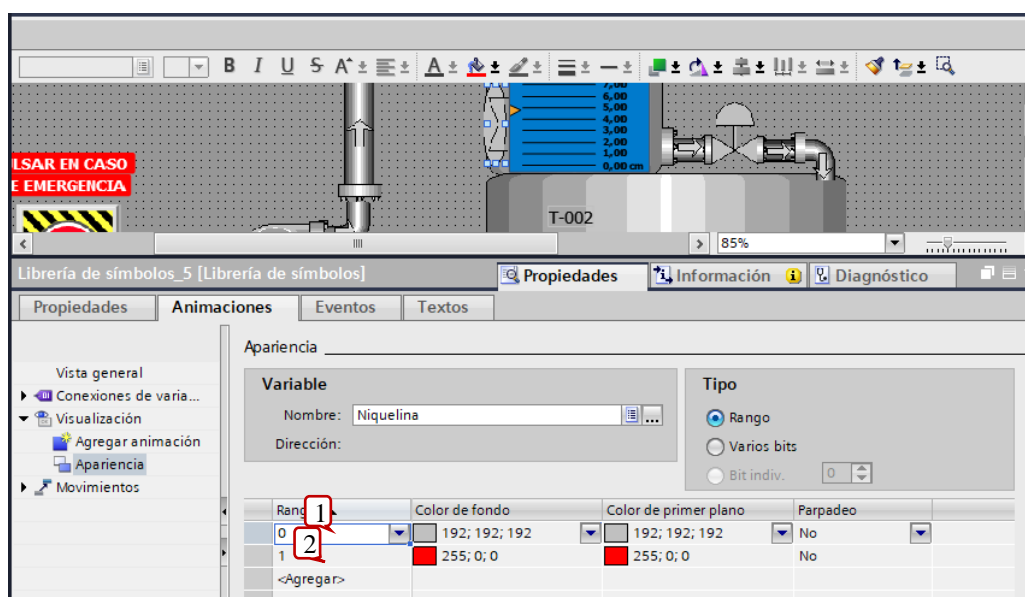 B I U S A A
7,00
6,00
5,00
4,00
3,00
2,00
1,00
0,00 cm
LSAR EN CASO
E EMERGENCIA
T-002
85%
Librería de símbolos_5 [Librería de símbolos]
Propiedades Información Diagnóstico
Propiedades Animaciones Eventos Textos
Apariencia
Vista general
Conexiones de varia...
Visualización
Agregar animación
Apariencia
Movimientos
Variable
Nombre: Niquelina
...
Dirección:
Tipo
Rango
Varios bits
Bit indiv. 0
1
Color de fondo Color de primer plano Parpadeo
0 192; 192; 192 192; 192; 192 No
2
1 255; 0; 0 255; 0; 0 No
<Agregar>